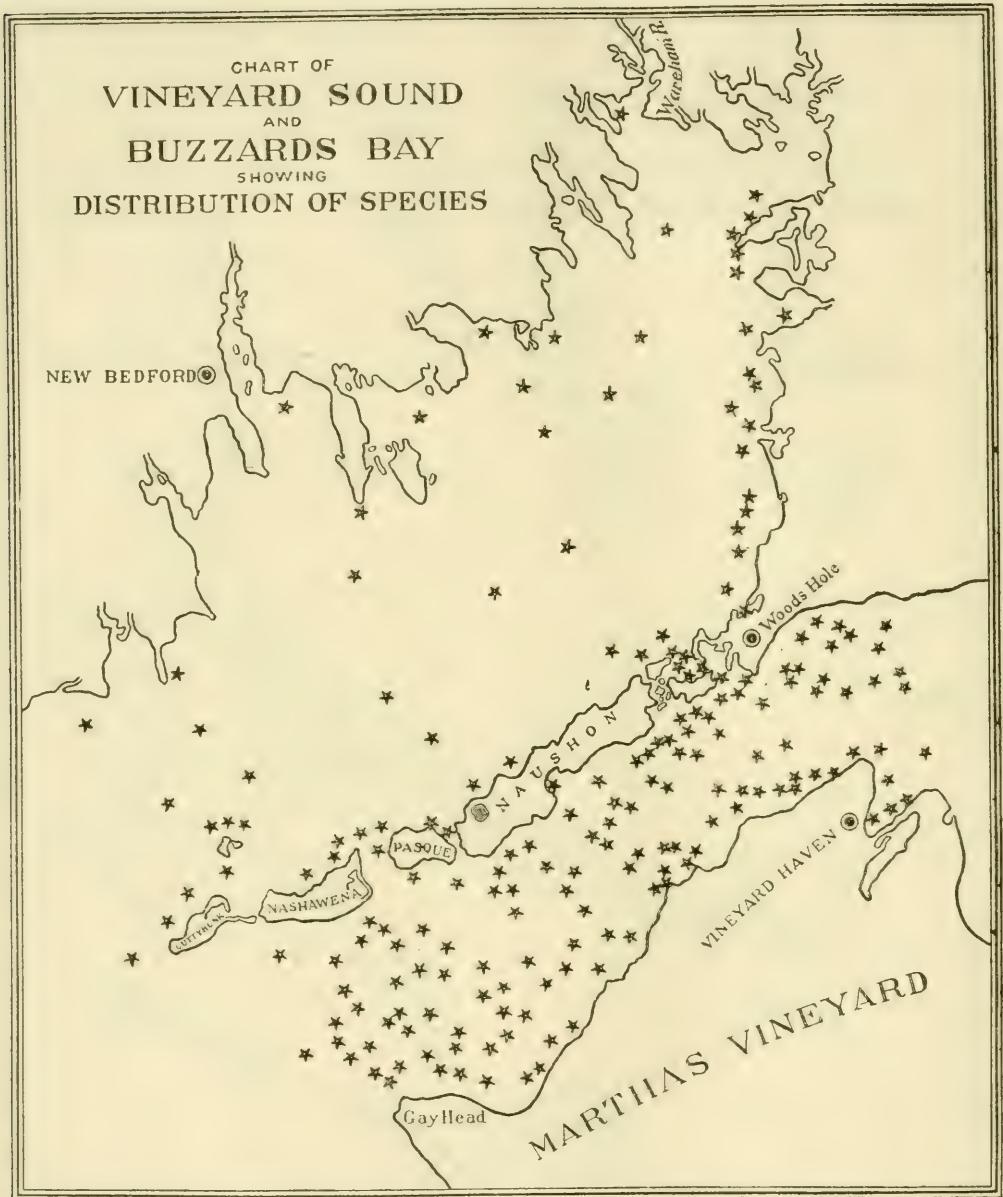 CHART OF
VINEYARD SOUND
AND
BUZZARDS BAY
SHOWING
DISTRIBUTION OF SPECIES
Wareham R.
NEW BEDFORD
Woods Hole
NAUSHON
PASQUE
NASHAWENA
CUTTYHUNK
VINEYARD HAVEN
MARTHAS VINEYARD
Gay Head